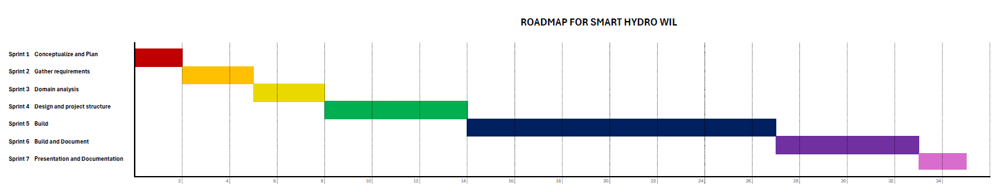 ROADMAP FOR SMART HYDRO WIL
Sprint 1 Conceptualize and Plan
Sprint 2 Gather requirements
Sprint 3 Domain analysis
Sprint 4 Design and project structure
Sprint 5 Build
Sprint 6 Build and Document
Sprint 7 Presentation and Documentation
2 4 6 8 10 12 14 16 18 20 22 24 26 28 30 32 34